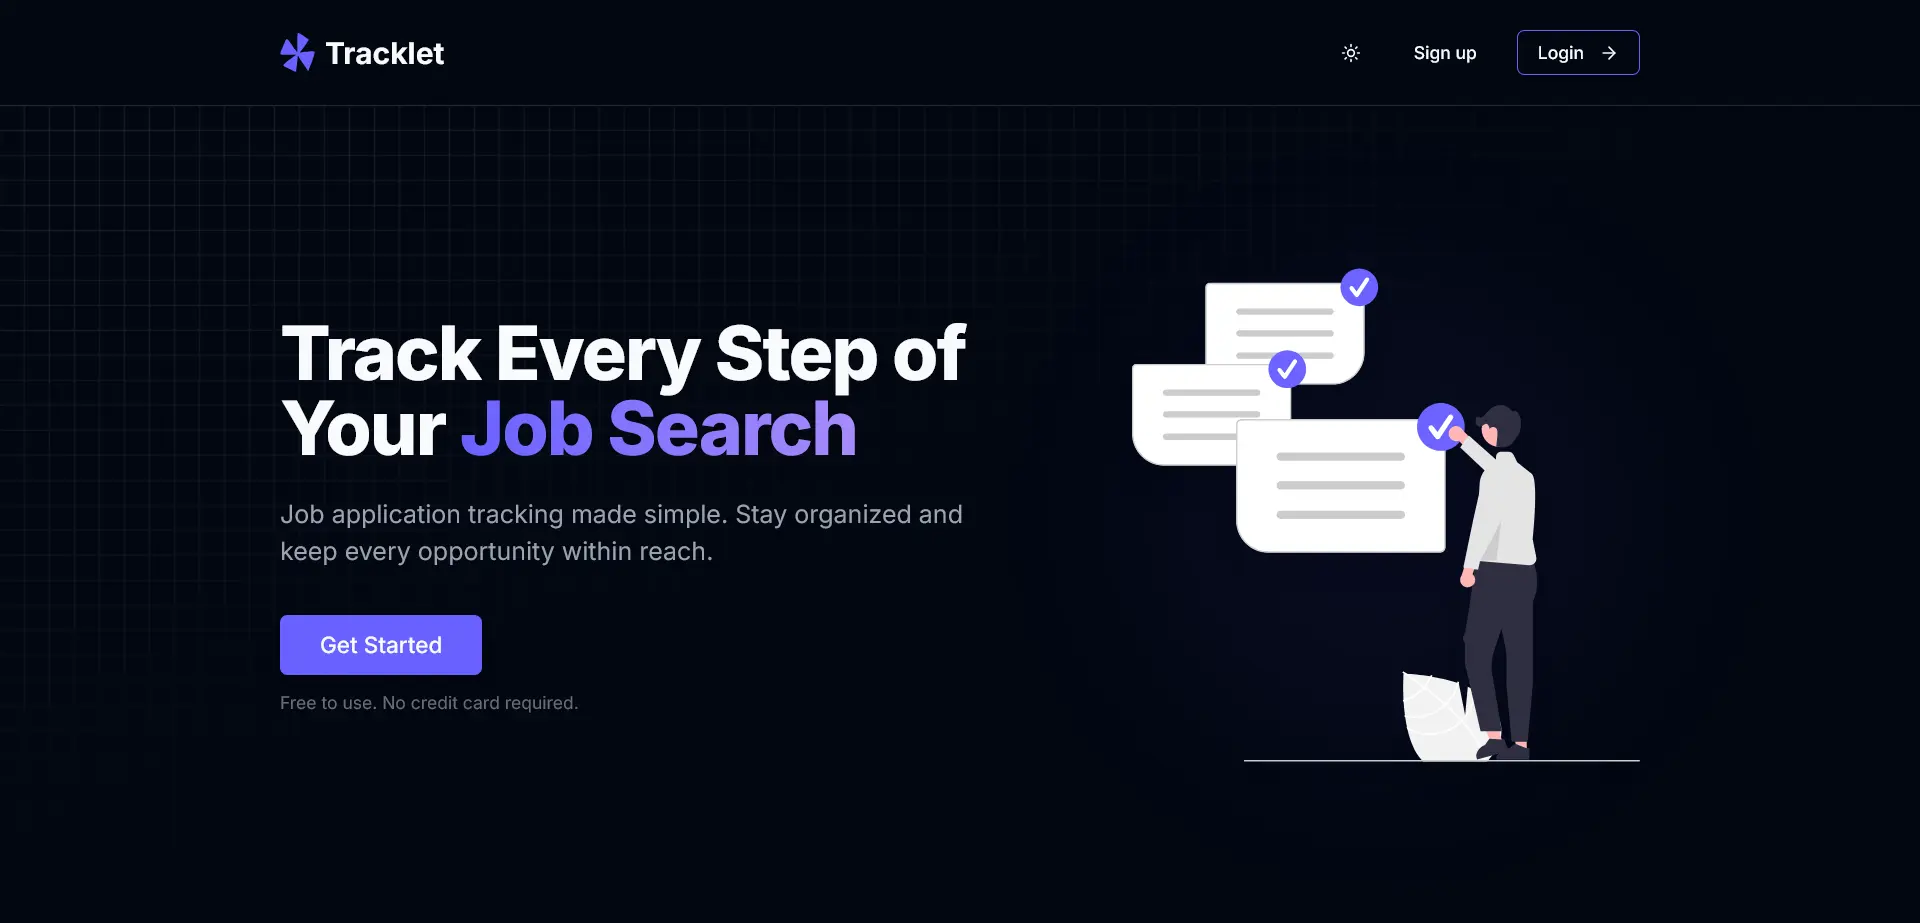 Tracklet
Sign up
Login
Track Every Step of
Your Job Search
Job application tracking made simple. Stay organized and
keep every opportunity within reach.
Get Started
Free to use. No credit card required.